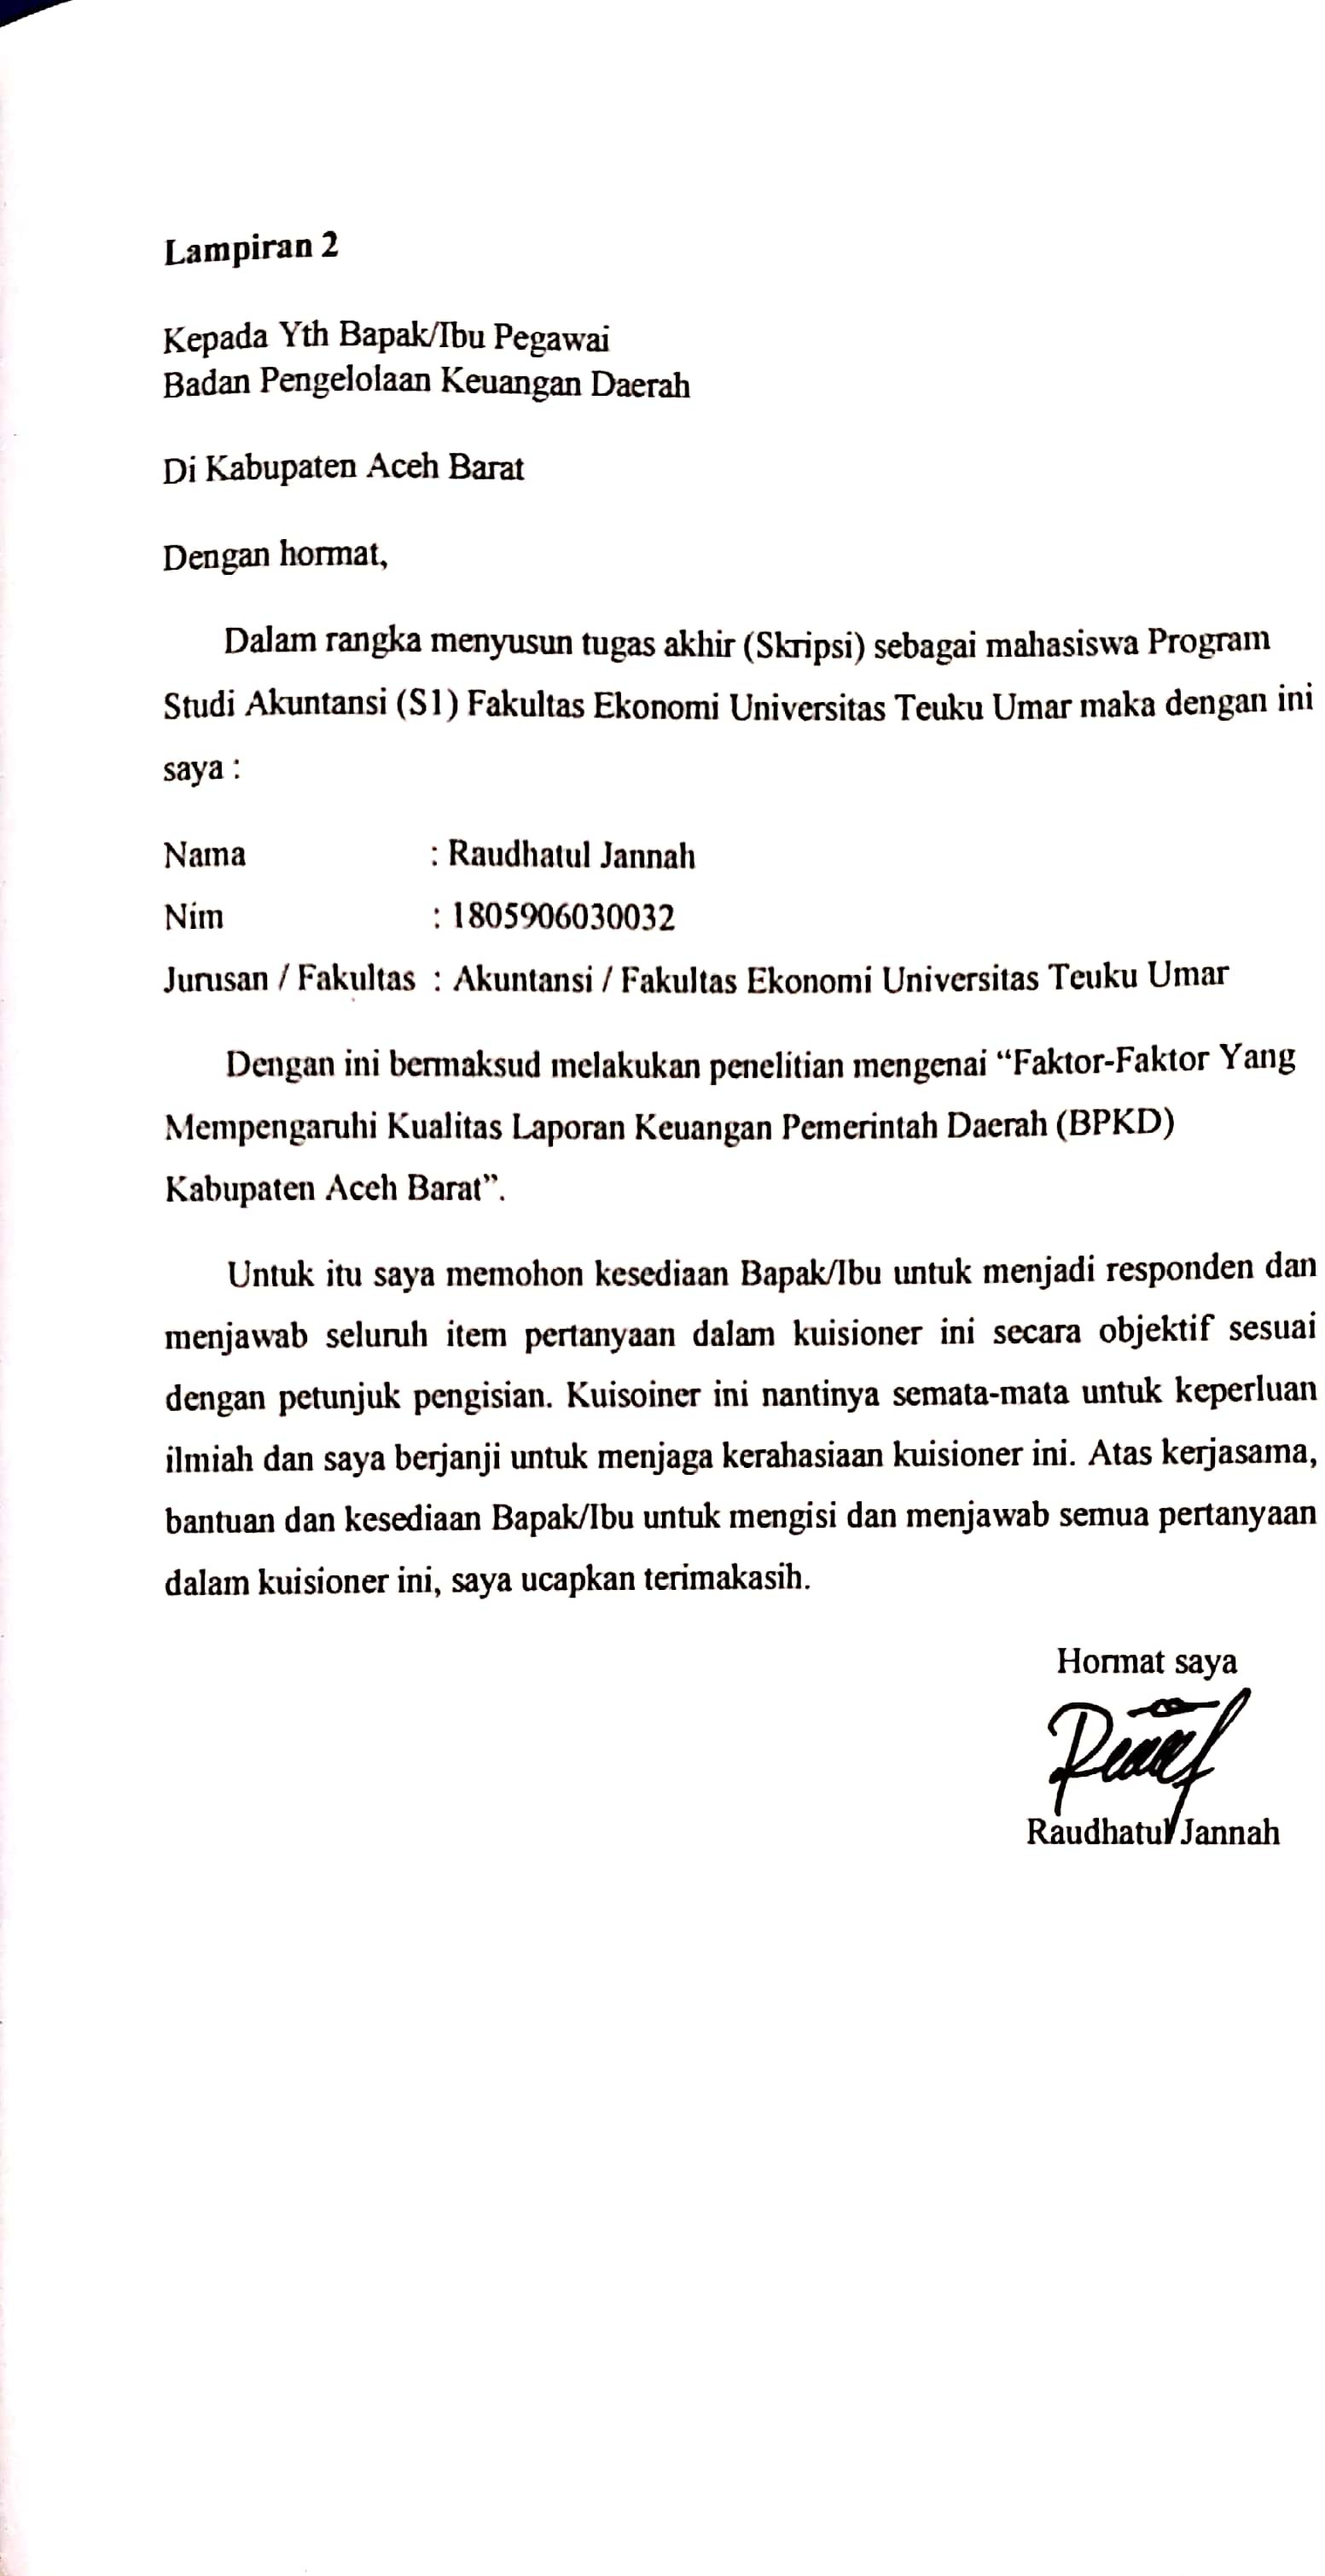 Lampiran 2
Kepada Yth Bapak/Ibu Pegawai
Badan Pengelolaan Keuangan Daerah
Di Kabupaten Aceh Barat
Dengan hormat,
Dalam rangka menyusun tugas akhir (Skripsi) sebagai mahasiswa Program
Studi Akuntansi (S1) Fakultas Ekonomi Universitas Teuku Umar maka dengan ini
saya :
Nama : Raudhatul Jannah
Nim : 1805906030032
Jurusan / Fakultas : Akuntansi / Fakultas Ekonomi Universitas Teuku Umar
Dengan ini bermaksud melakukan penelitian mengenai “Faktor-Faktor Yang
Mempengaruhi Kualitas Laporan Keuangan Pemerintah Daerah (BPKD)
Kabupaten Aceh Barat”.
Untuk itu saya memohon kesediaan Bapak/Ibu untuk menjadi responden dan
menjawab seluruh item pertanyaan dalam kuisioner ini secara objektif sesuai
dengan petunjuk pengisian. Kuisoiner ini nantinya semata-mata untuk keperluan
ilmiah dan saya berjanji untuk menjaga kerahasiaan kuisioner ini. Atas kerjasama,
bantuan dan kesediaan Bapak/Ibu untuk mengisi dan menjawab semua pertanyaan
dalam kuisioner ini, saya ucapkan terimakasih.
Hormat saya
Raudhatul Jannah